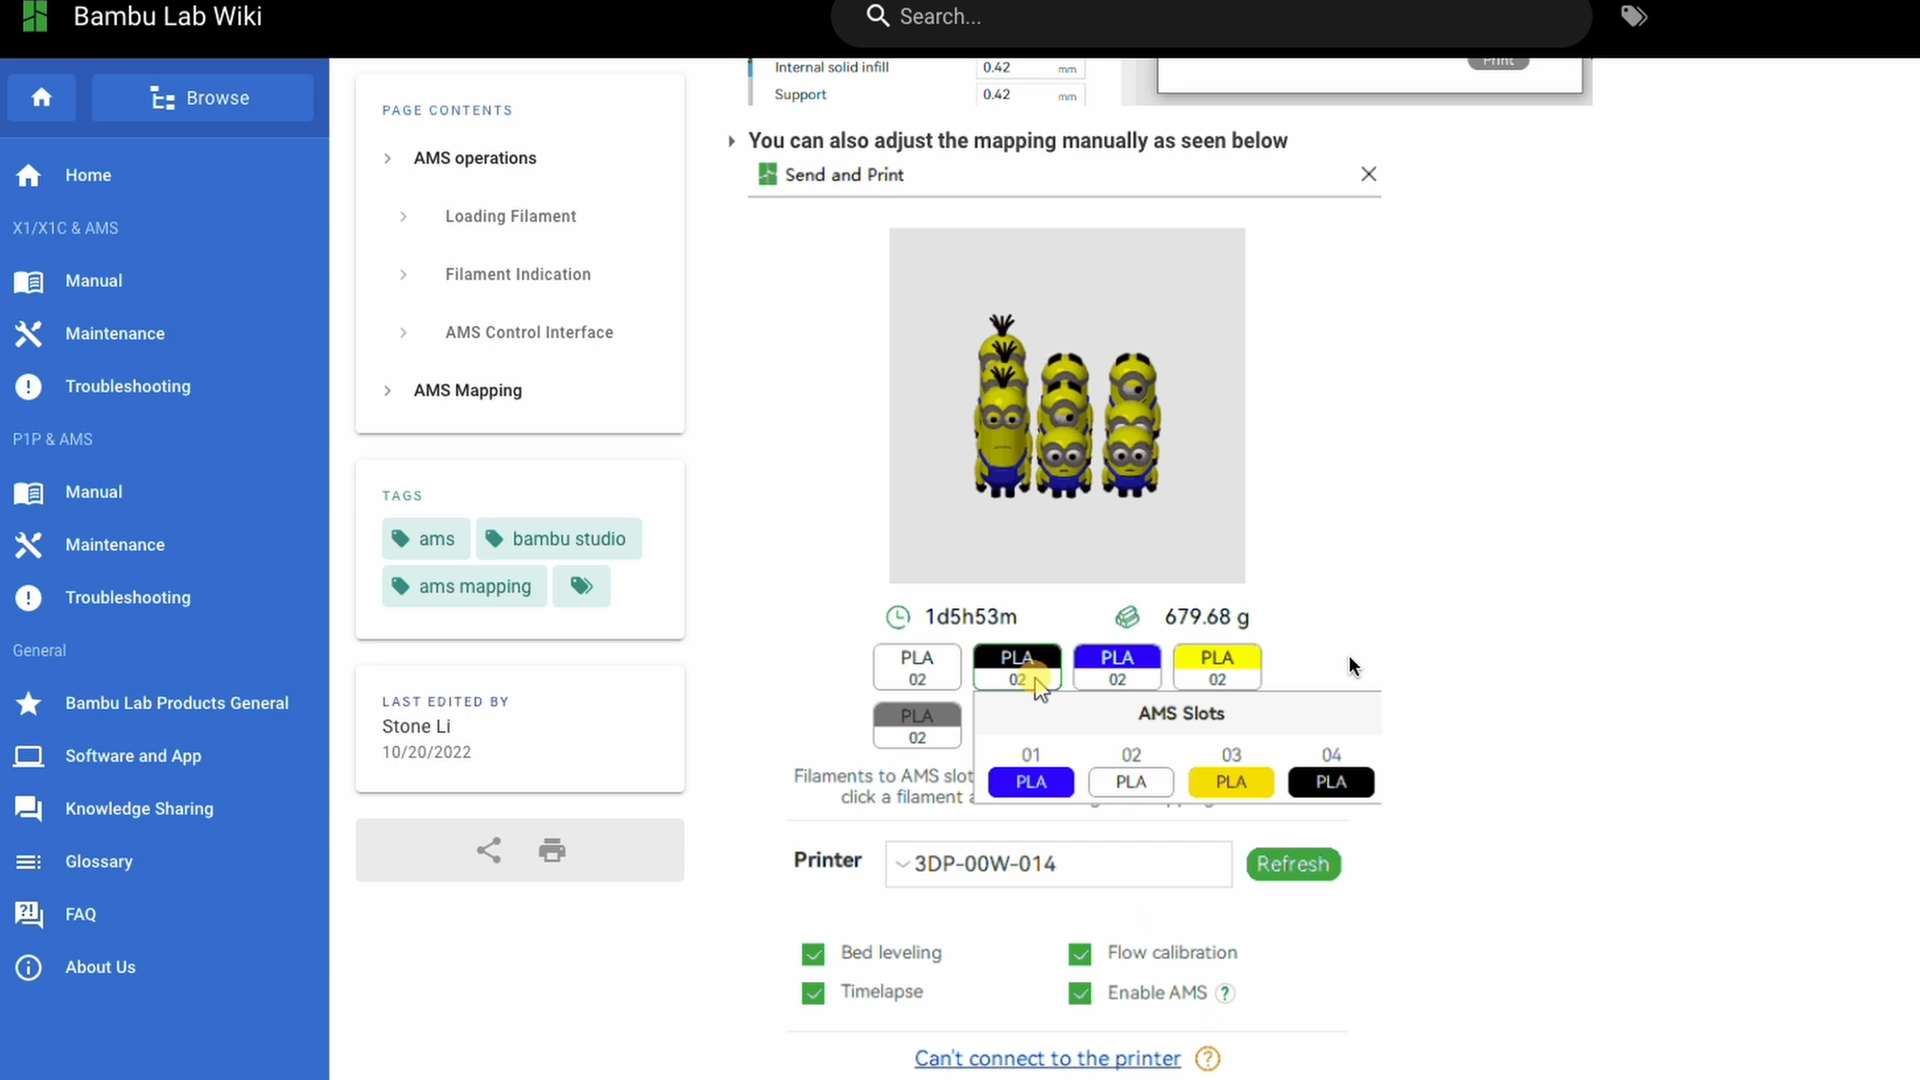 Bambu Lab Wiki
Search...
Browse
Home
X1/X1C & AMS
Manual
Maintenance
Troubleshooting
P1P & AMS
Manual
Maintenance
Troubleshooting
General
Bambu Lab Products General
Software and App
Knowledge Sharing
Glossary
FAQ
About Us
PAGE CONTENTS
AMS operations
Loading Filament
Filament Indication
AMS Control Interface
AMS Mapping
TAGS
ams
bambu studio
ams mapping
LAST EDITED BY
Stone Li
10/20/2022
Internal solid infill 0.42 mm
Support 0.42 mm
Print
You can also adjust the mapping manually as seen below
Send and Print
1d5h53m 679.68 g
PLA PLA PLA PLA
02 02 02 02
PLA
02
AMS Slots
01 02 03 04
PLA PLA PLA PLA
Filaments to AMS slot
click a filament
Printer 3DP-00W-014 Refresh
Bed leveling Flow calibration
Timelapse Enable AMS ?
Can't connect to the printer ?